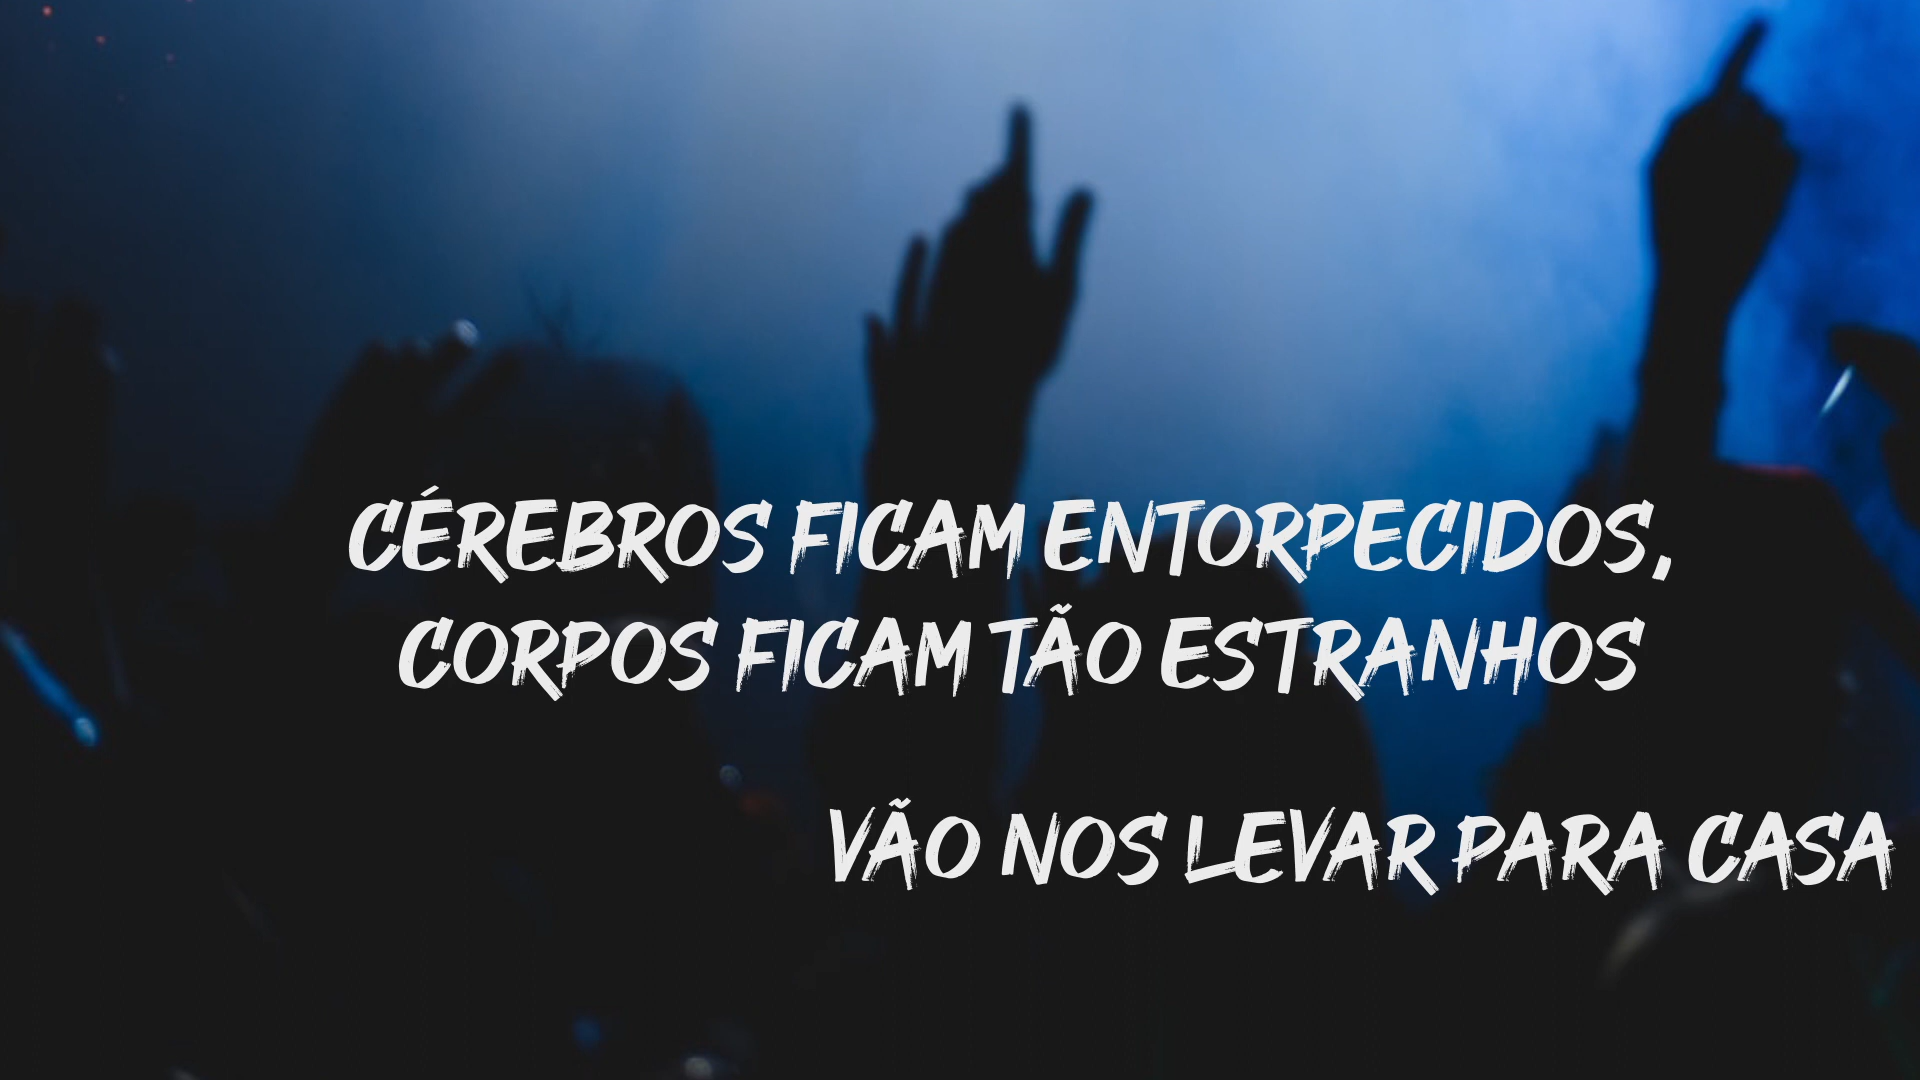 CÉREBROS FICAM ENTORPECIDOS,
CORPOS FICAM TÃO ESTRANHOS
VÃO NOS LEVAR PARA CASA